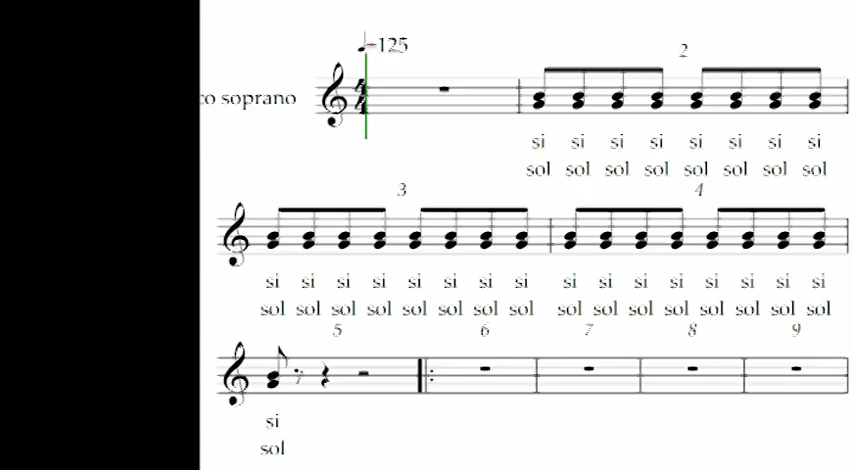 =125
2
co soprano
si si si si si si si si
sol sol sol sol sol sol sol sol
3 4
si si si si si si si si si si si si si si si si
sol sol sol sol sol sol sol sol sol sol sol sol sol sol sol sol
5 6 7 8 9
si
sol